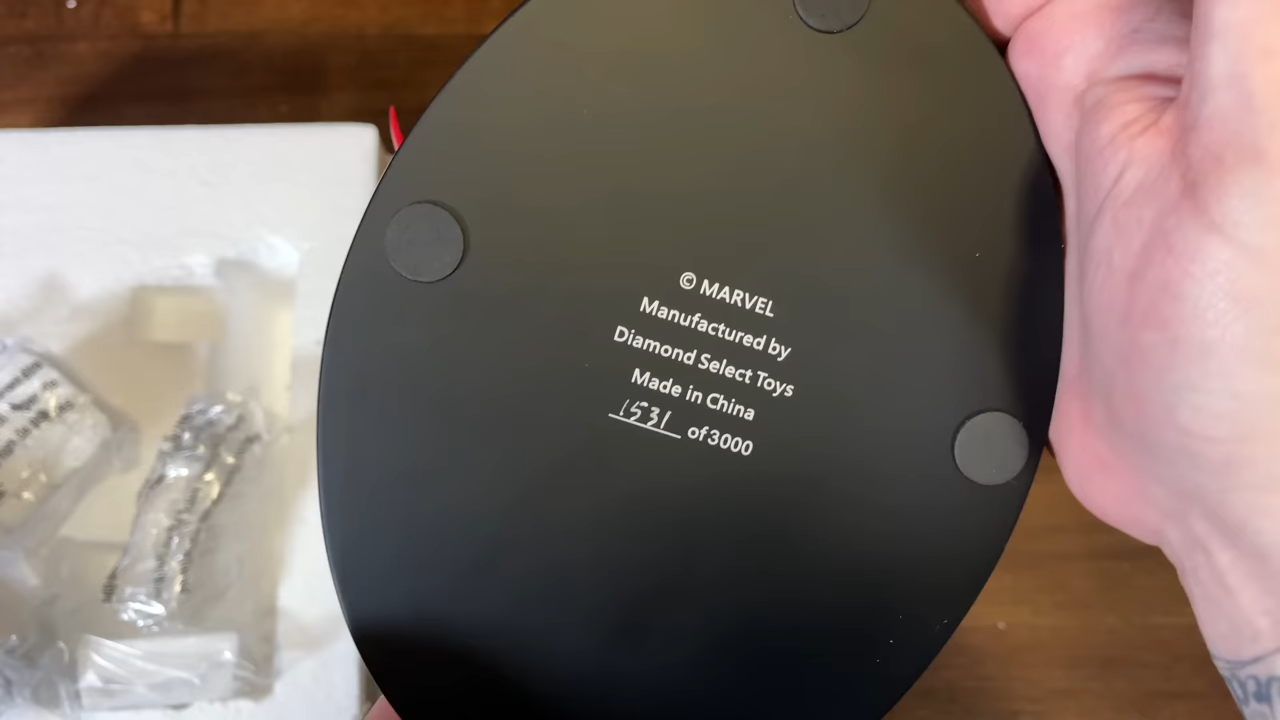 © MARVEL
Manufactured by
Diamond Select Toys
Made in China
1531 of 3000